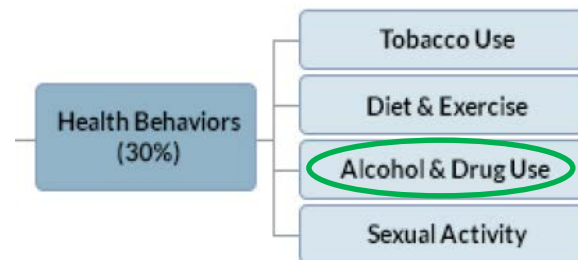 Health Behaviors
(30%)
Tobacco Use
Diet & Exercise
Alcohol & Drug Use
Sexual Activity